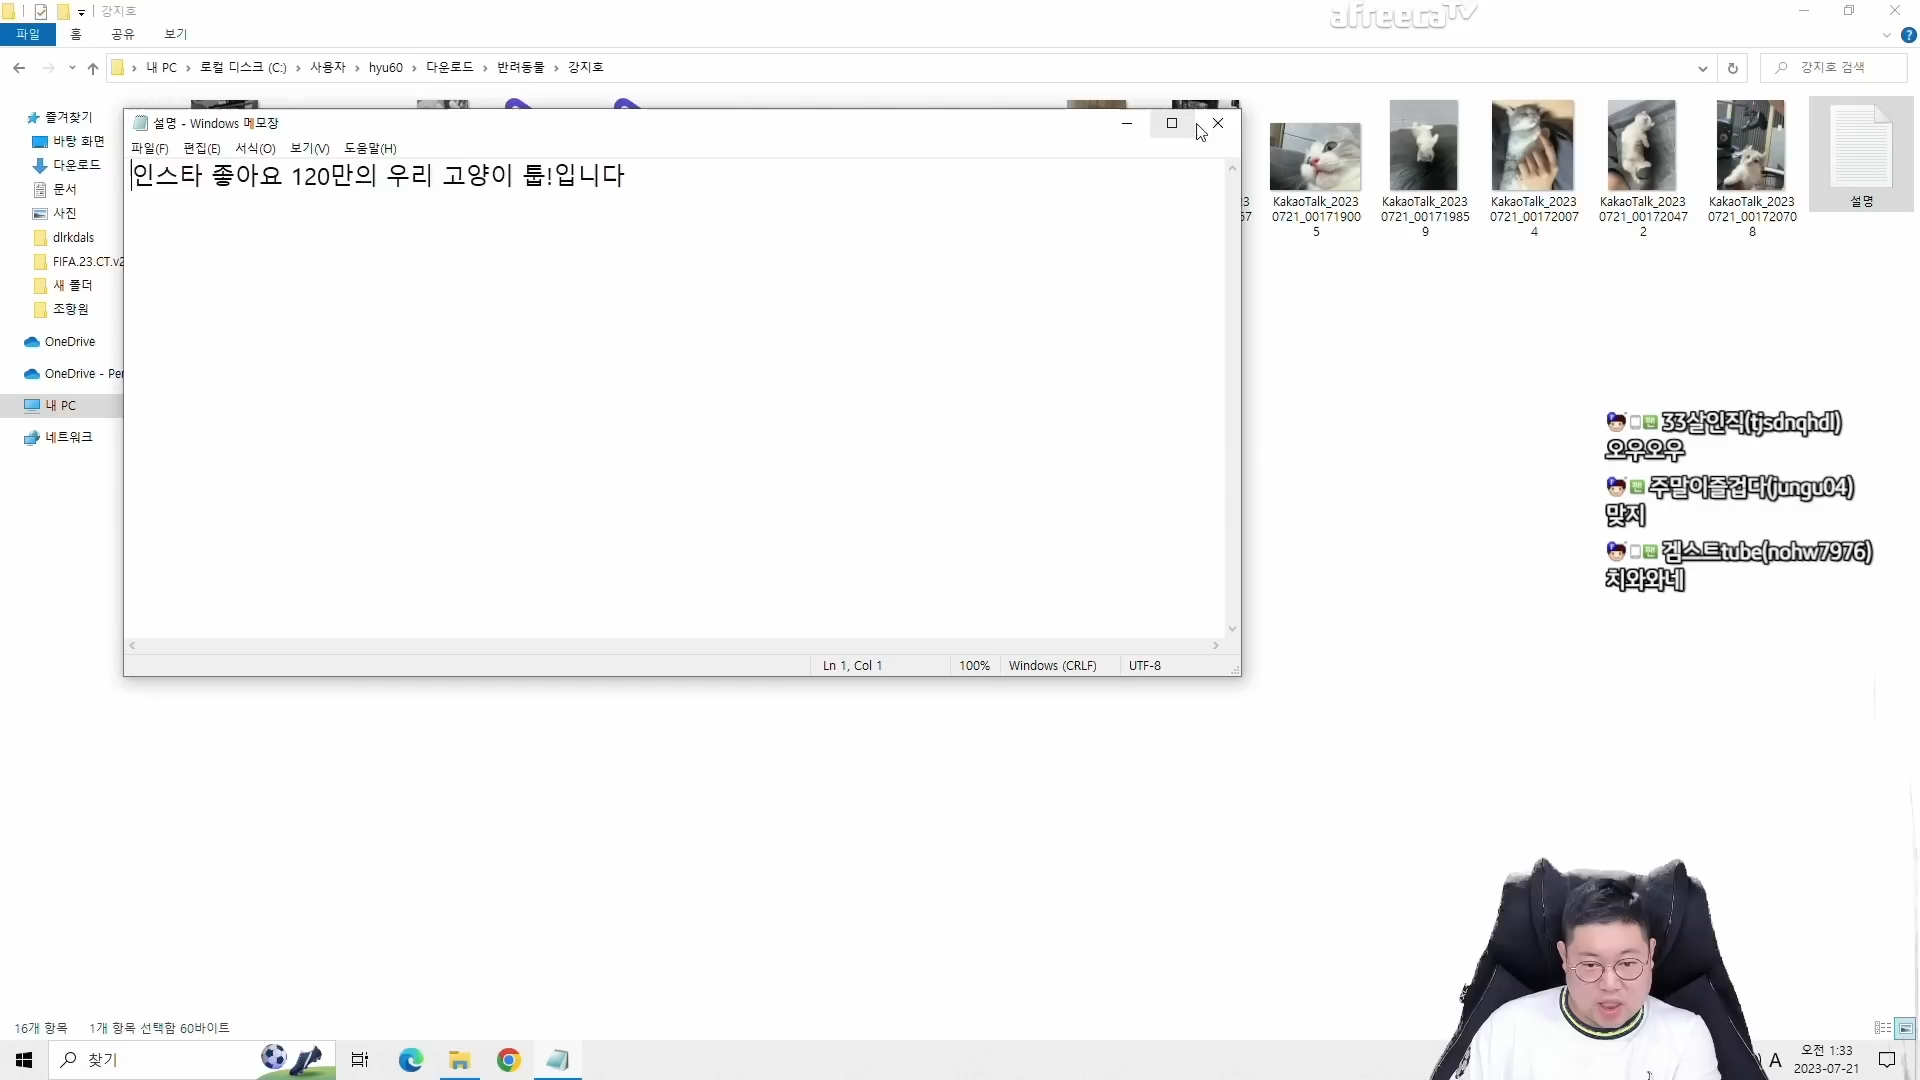 강지호
afreecaTV
파일 홈 공유 보기
내 PC › 로컬 디스크 (C:) › 사용자 › hyu60 › 다운로드 › 반려동물 › 강지호
강지호 검색
즐겨찾기
바탕 화면
다운로드
문서
사진
dlrkdals
FIFA.23.CT.v2
새 폴더
조항원
OneDrive
OneDrive - Per
내 PC
네트워크
설명 - Windows 메모장
파일(F) 편집(E) 서식(O) 보기(V) 도움말(H)
인스타 좋아요 120만의 우리 고양이 툽!입니다
Ln 1, Col 1 100% Windows (CRLF) UTF-8
KakaoTalk_2023
0721_00171900
5
KakaoTalk_2023
0721_00171985
9
KakaoTalk_2023
0721_00172007
4
KakaoTalk_2023
0721_00172047
2
KakaoTalk_2023
0721_00172070
8
설명
33살인직(tjsdnqhdl)
오우오우
주말이즐겁다(jungu04)
맞지
겜스트tube(nohw7976)
치와와네
16개 항목 1개 항목 선택함 60바이트
찾기
A
오전 1:33
2023-07-21